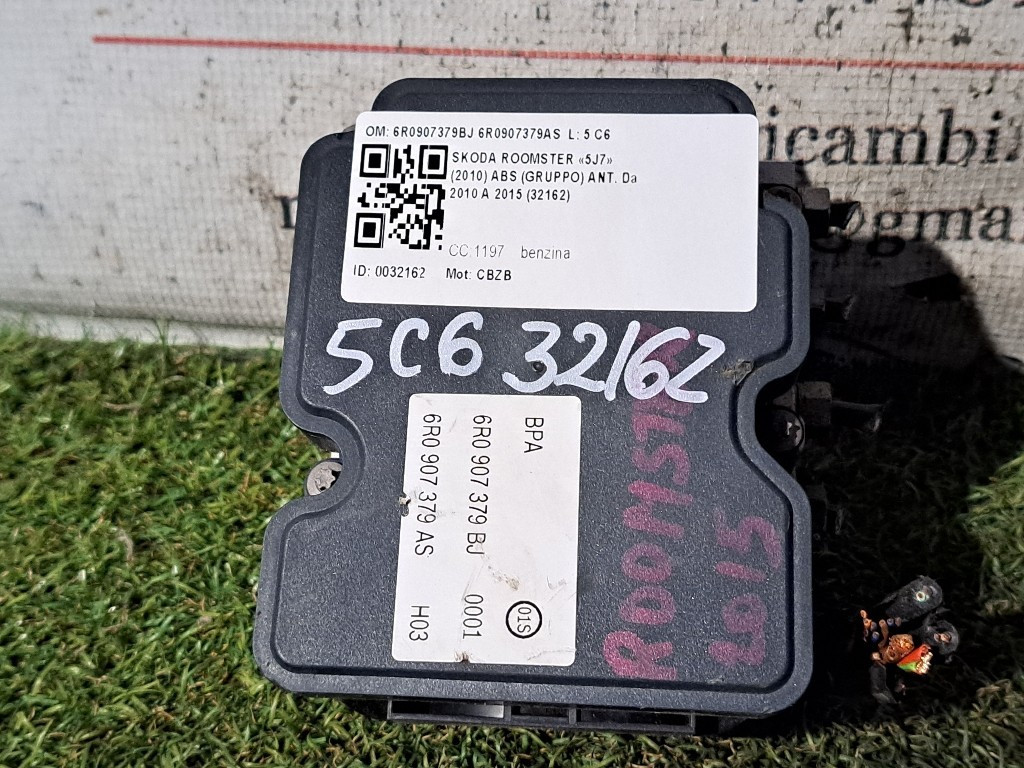 icambi
@gmai
OM: 6R0907379BJ 6R0907379AS L: 5 C6
SKODA ROOMSTER «5J7»
(2010) ABS (GRUPPO) ANT. Da
2010 A 2015 (32162)
CC:1197 benzina
ID: 0032162 Mot: CBZB
5C6 32162
BPA 01S
6R0 907 379 BJ 0001
6R0 907 379 AS H03
ROOMSTER
2015